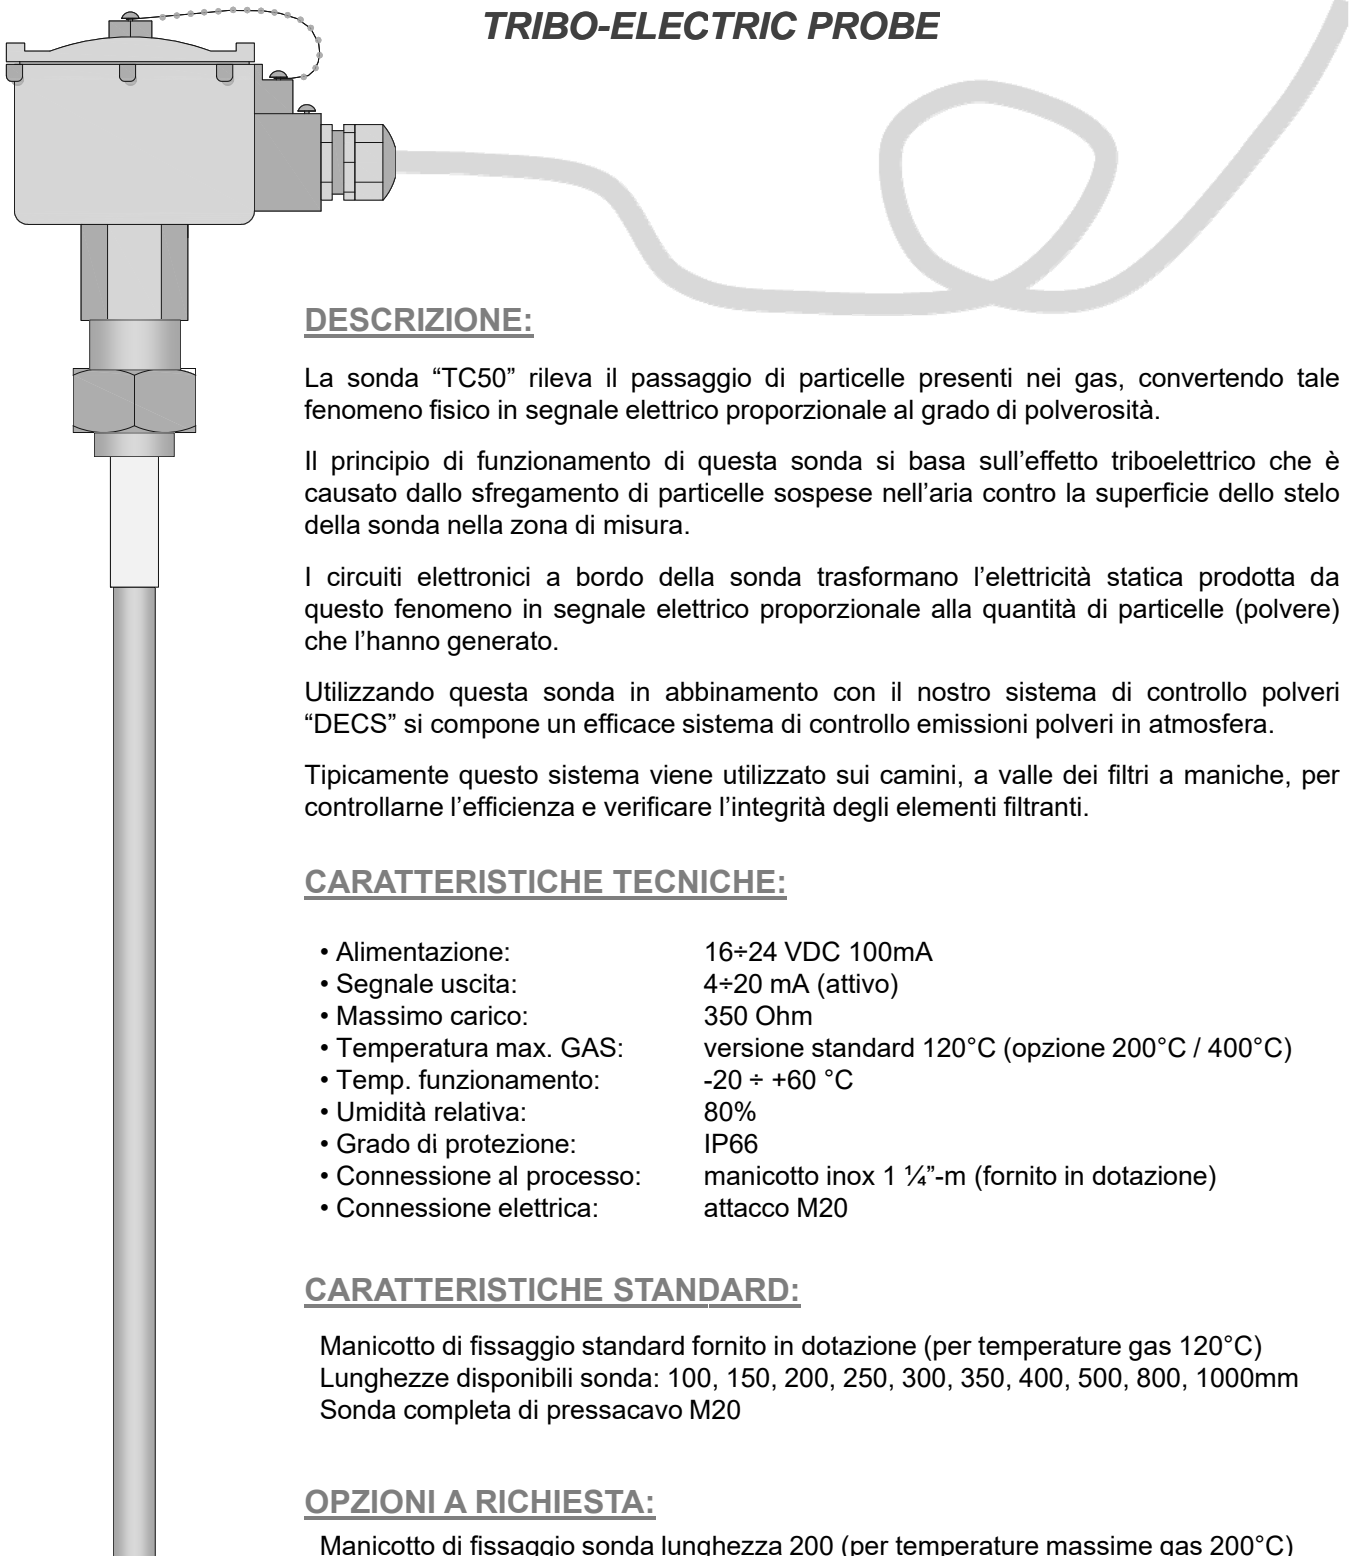 TRIBO-ELECTRIC PROBE
DESCRIZIONE:
La sonda “TC50” rileva il passaggio di particelle presenti nei gas, convertendo tale
fenomeno fisico in segnale elettrico proporzionale al grado di polverosità.
Il principio di funzionamento di questa sonda si basa sull’effetto triboelettrico che è
causato dallo sfregamento di particelle sospese nell’aria contro la superficie dello stelo
della sonda nella zona di misura.
I circuiti elettronici a bordo della sonda trasformano l’elettricità statica prodotta da
questo fenomeno in segnale elettrico proporzionale alla quantità di particelle (polvere)
che l’hanno generato.
Utilizzando questa sonda in abbinamento con il nostro sistema di controllo polveri
“DECS” si compone un efficace sistema di controllo emissioni polveri in atmosfera.
Tipicamente questo sistema viene utilizzato sui camini, a valle dei filtri a maniche, per
controllarne l’efficienza e verificare l’integrità degli elementi filtranti.
CARATTERISTICHE TECNICHE:
• Alimentazione: 16÷24 VDC 100mA
• Segnale uscita: 4÷20 mA (attivo)
• Massimo carico: 350 Ohm
• Temperatura max. GAS: versione standard 120°C (opzione 200°C / 400°C)
• Temp. funzionamento: -20 ÷ +60 °C
• Umidità relativa: 80%
• Grado di protezione: IP66
• Connessione al processo: manicotto inox 1 ¼”-m (fornito in dotazione)
• Connessione elettrica: attacco M20
CARATTERISTICHE STANDARD:
Manicotto di fissaggio standard fornito in dotazione (per temperature gas 120°C)
Lunghezze disponibili sonda: 100, 150, 200, 250, 300, 350, 400, 500, 800, 1000mm
Sonda completa di pressacavo M20
OPZIONI A RICHIESTA:
Manicotto di fissaggio sonda lunghezza 200 (per temperature massime gas 200°C)